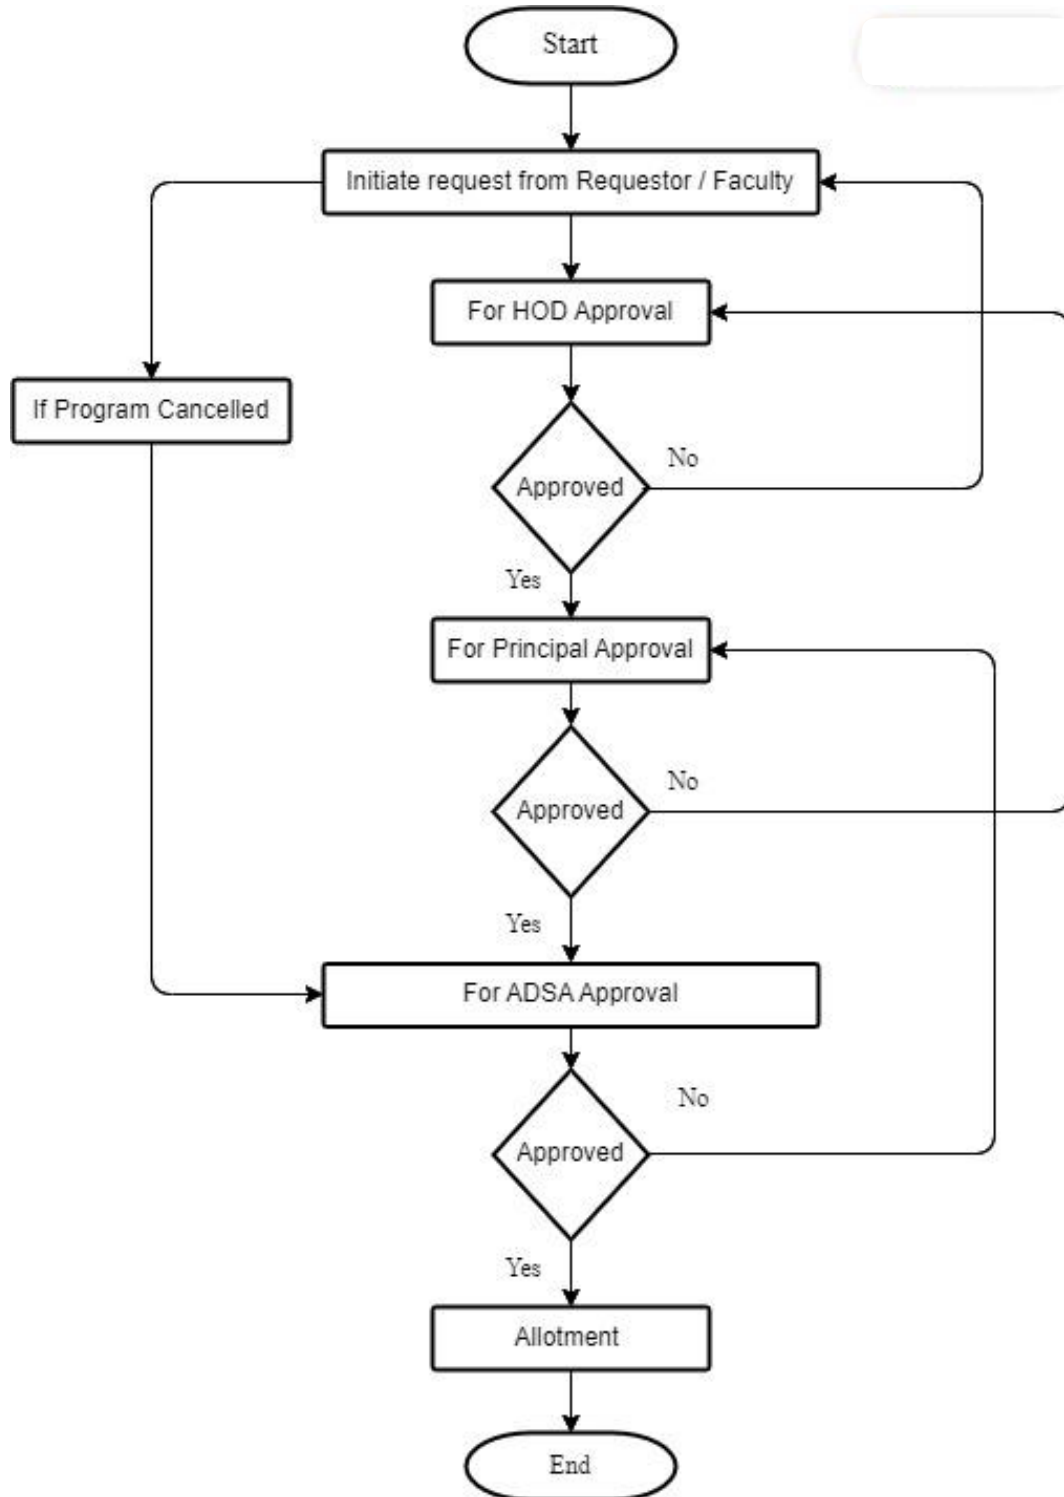 Start
Initiate request from Requestor / Faculty
For HOD Approval
If Program Cancelled
No
Approved
Yes
For Principal Approval
No
Approved
Yes
For ADSA Approval
No
Approved
Yes
Allotment
End